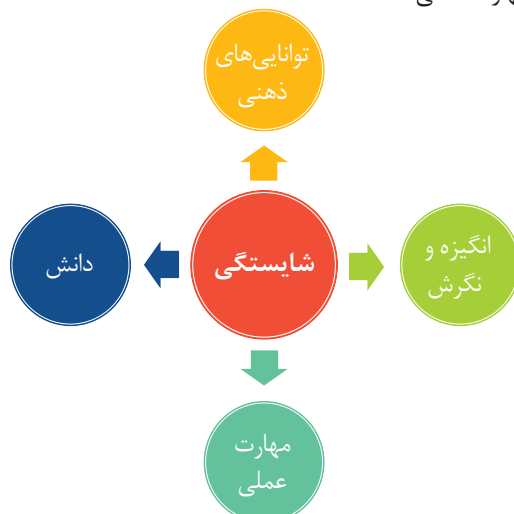 توانایی‌های
ذهنی
انگیزه و
نگرش
شایستگی
دانش
مهارت
عملی